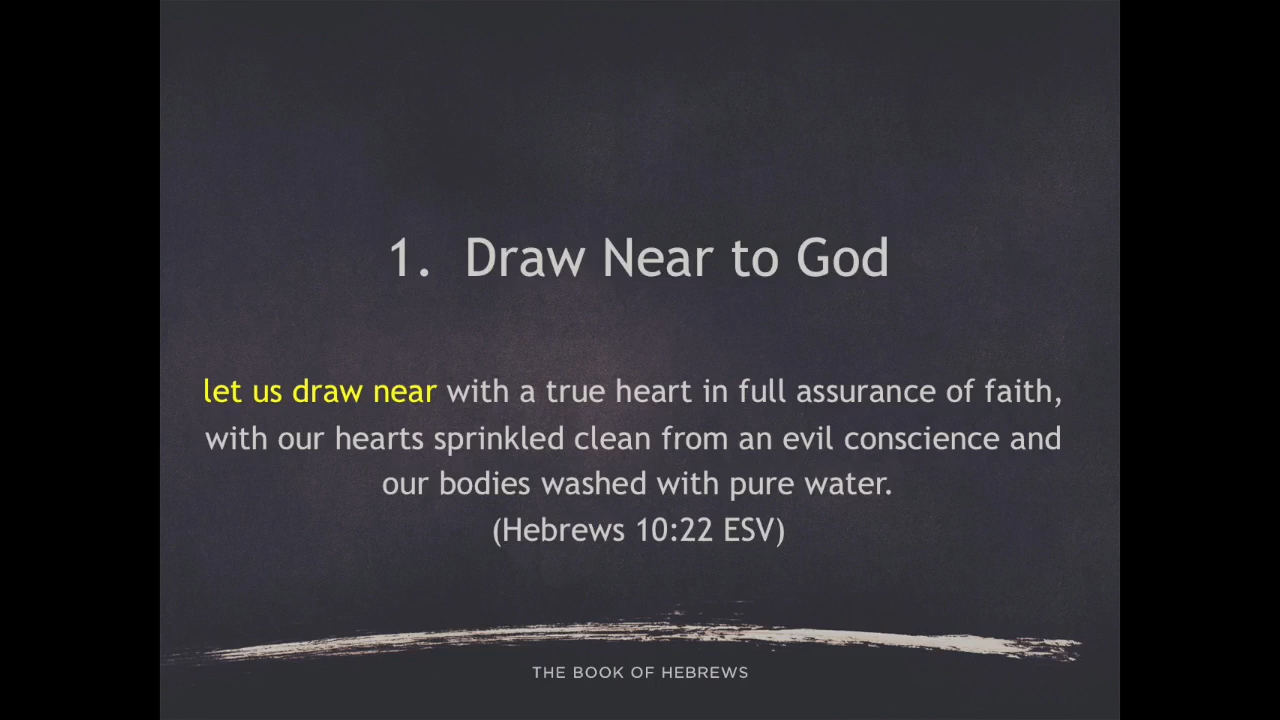 1. Draw Near to God
let us draw near with a true heart in full assurance of faith,
with our hearts sprinkled clean from an evil conscience and
our bodies washed with pure water.
(Hebrews 10:22 ESV)
THE BOOK OF HEBREWS